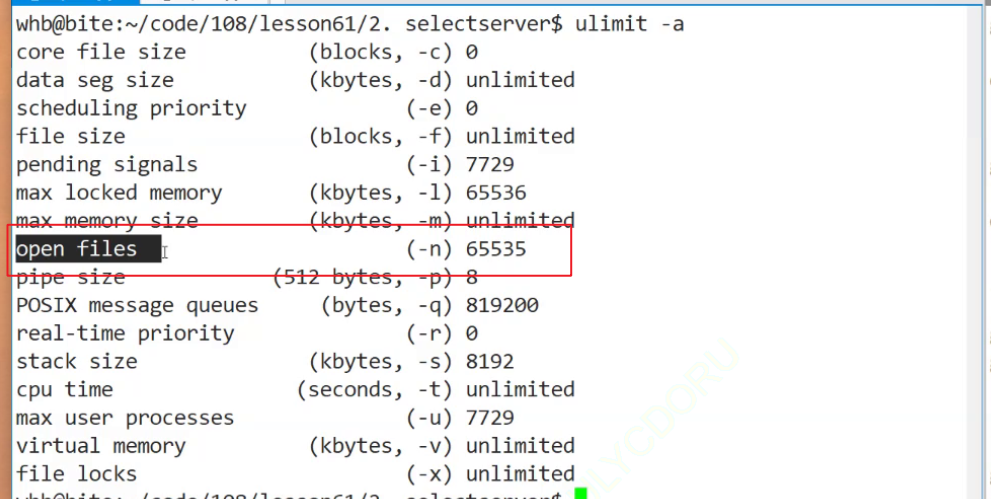 whb@bite:~/code/108/lesson61/2. selectserver$ ulimit -a
core file size (blocks, -c) 0
data seg size (kbytes, -d) unlimited
scheduling priority (-e) 0
file size (blocks, -f) unlimited
pending signals (-i) 7729
max locked memory (kbytes, -l) 65536
max memory size (kbytes, -m) unlimited
open files (-n) 65535
pipe size (512 bytes, -p) 8
POSIX message queues (bytes, -q) 819200
real-time priority (-r) 0
stack size (kbytes, -s) 8192
cpu time (seconds, -t) unlimited
max user processes (-u) 7729
virtual memory (kbytes, -v) unlimited
file locks (-x) unlimited
whb@bite:~/code/108/lesson61/2. selectserver$